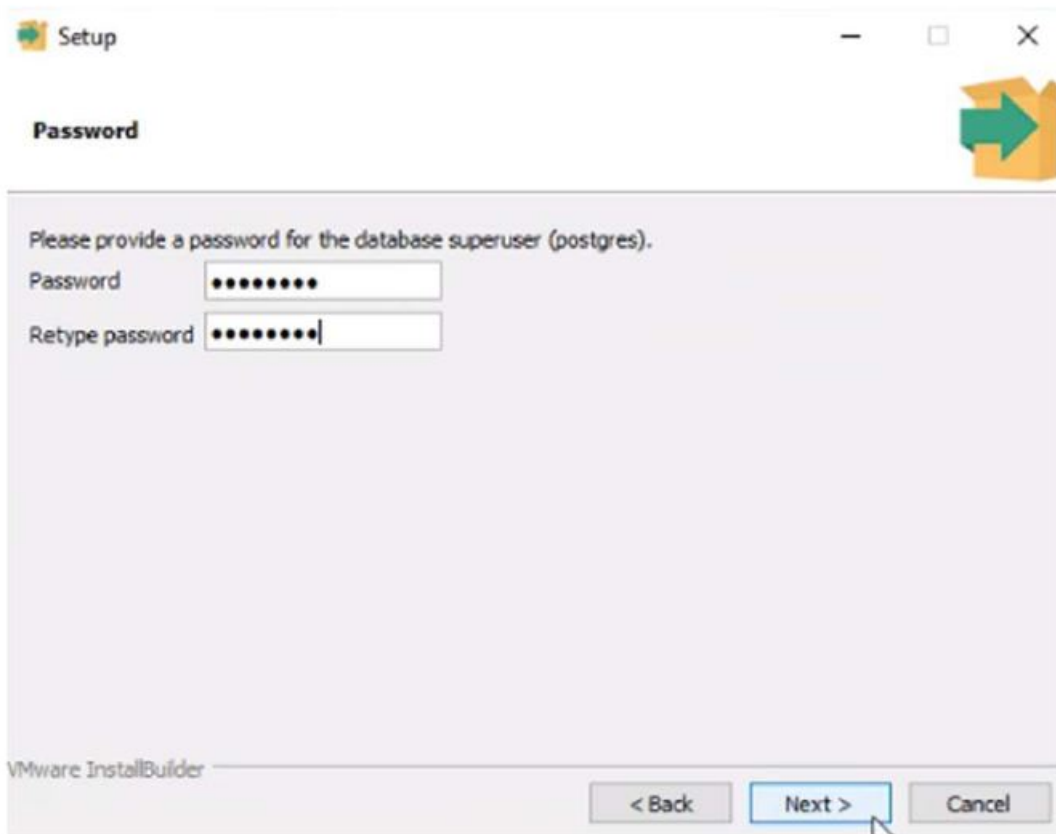 Setup
Password
Please provide a password for the database superuser (postgres).
Password ••••••••
Retype password ••••••••
VMware InstallBuilder
< Back Next > Cancel